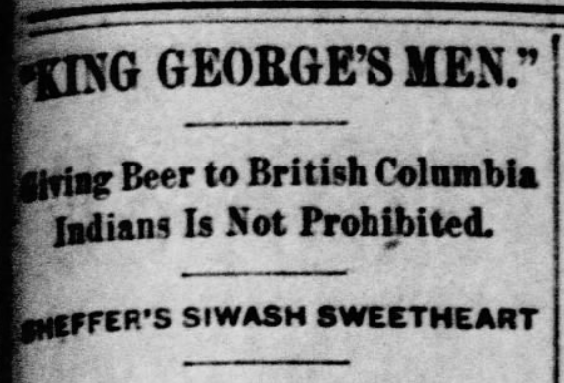 "KING GEORGE'S MEN."
Giving Beer to British Columbia
Indians Is Not Prohibited.
SHEFFER'S SIWASH SWEETHEART